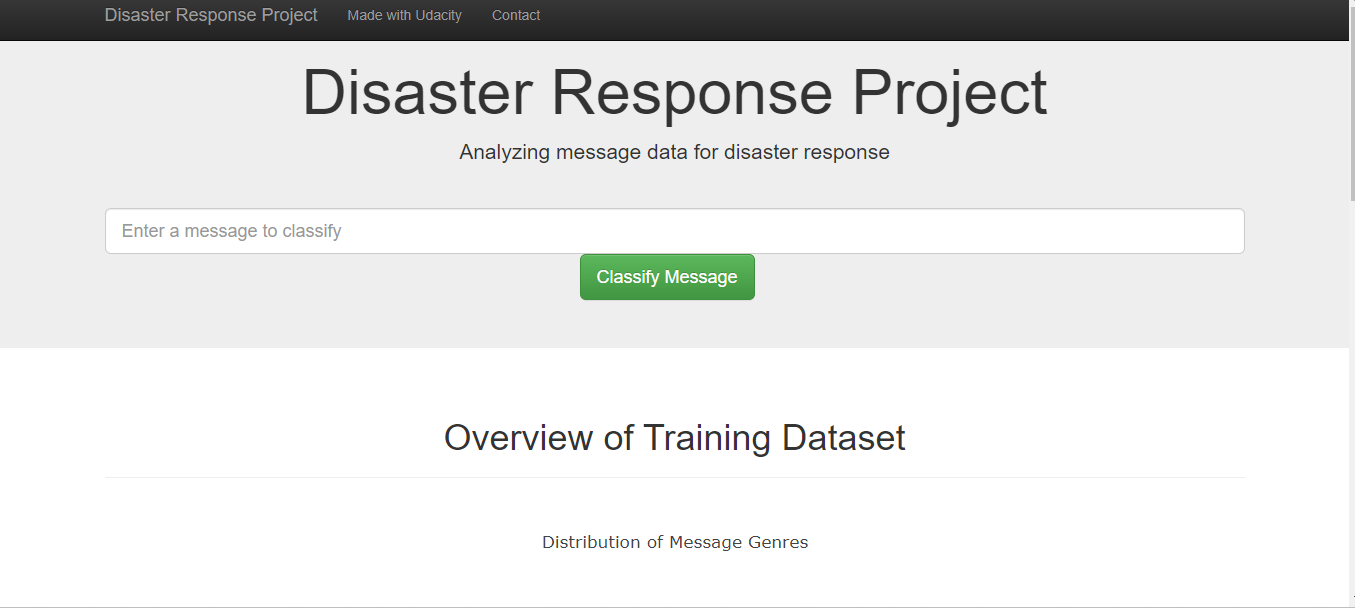 Disaster Response Project Made with Udacity Contact
Disaster Response Project
Analyzing message data for disaster response
Enter a message to classify
Classify Message
Overview of Training Dataset
Distribution of Message Genres